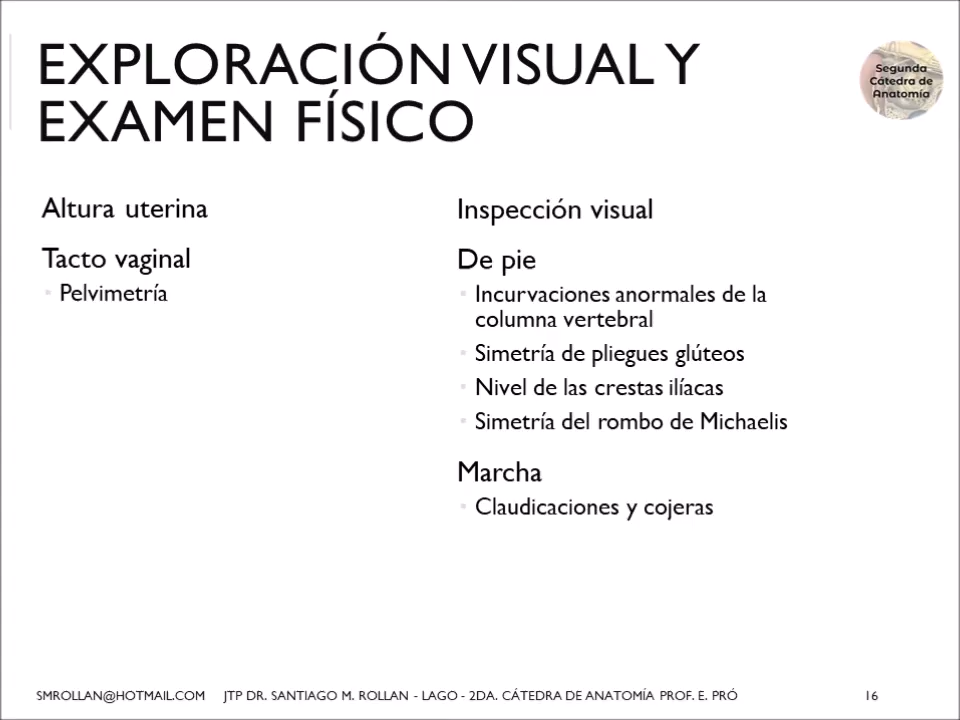 EXPLORACIÓN VISUAL Y
EXAMEN FÍSICO
Segunda
Cátedra de
Anatomía
Altura uterina
Tacto vaginal
Pelvimetría
Inspección visual
De pie
Incurvaciones anormales de la
columna vertebral
Simetría de pliegues glúteos
Nivel de las crestas ilíacas
Simetría del rombo de Michaelis
Marcha
Claudicaciones y cojeras
SMROLLAN@HOTMAIL.COM JTP DR. SANTIAGO M. ROLLAN - LAGO - 2DA. CÁTEDRA DE ANATOMÍA PROF. E. PRÓ 16